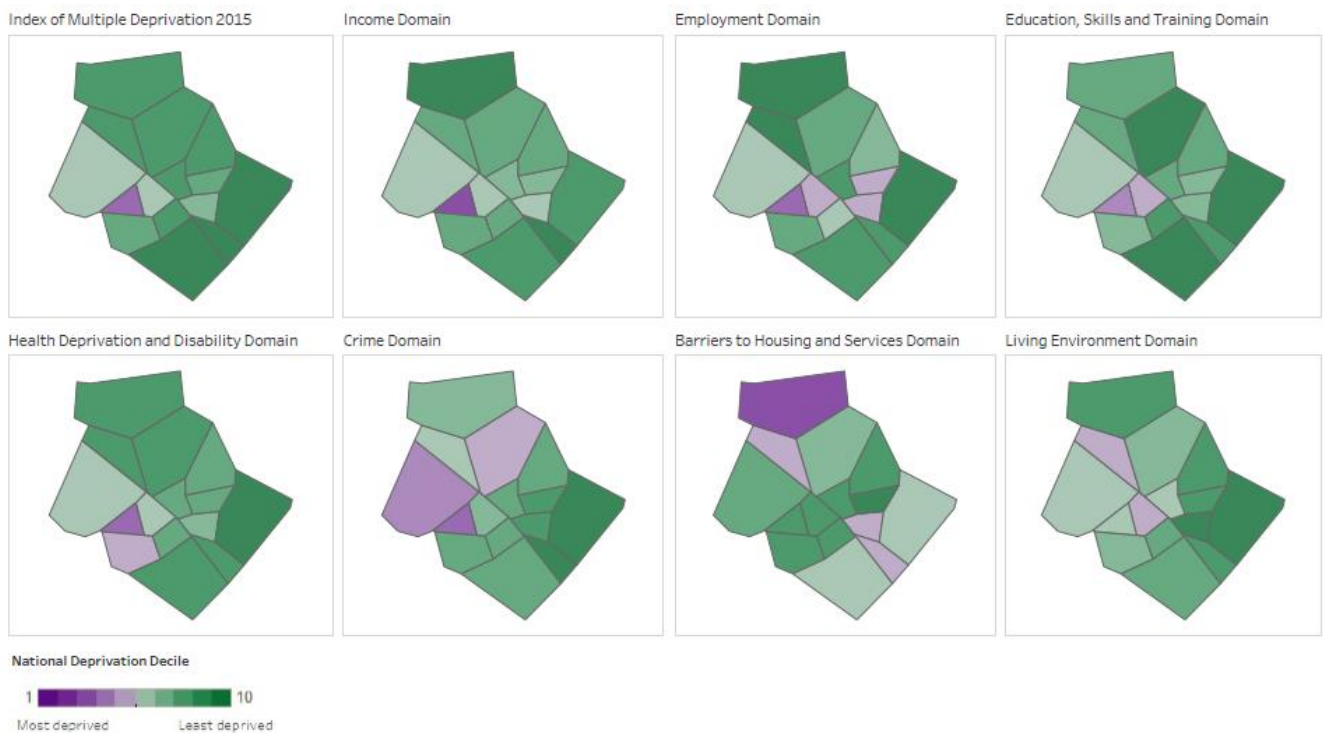 Index of Multiple Deprivation 2015
Income Domain
Employment Domain
Education, Skills and Training Domain
Health Deprivation and Disability Domain
Crime Domain
Barriers to Housing and Services Domain
Living Environment Domain
National Deprivation Decile
1 10
Most deprived Least deprived